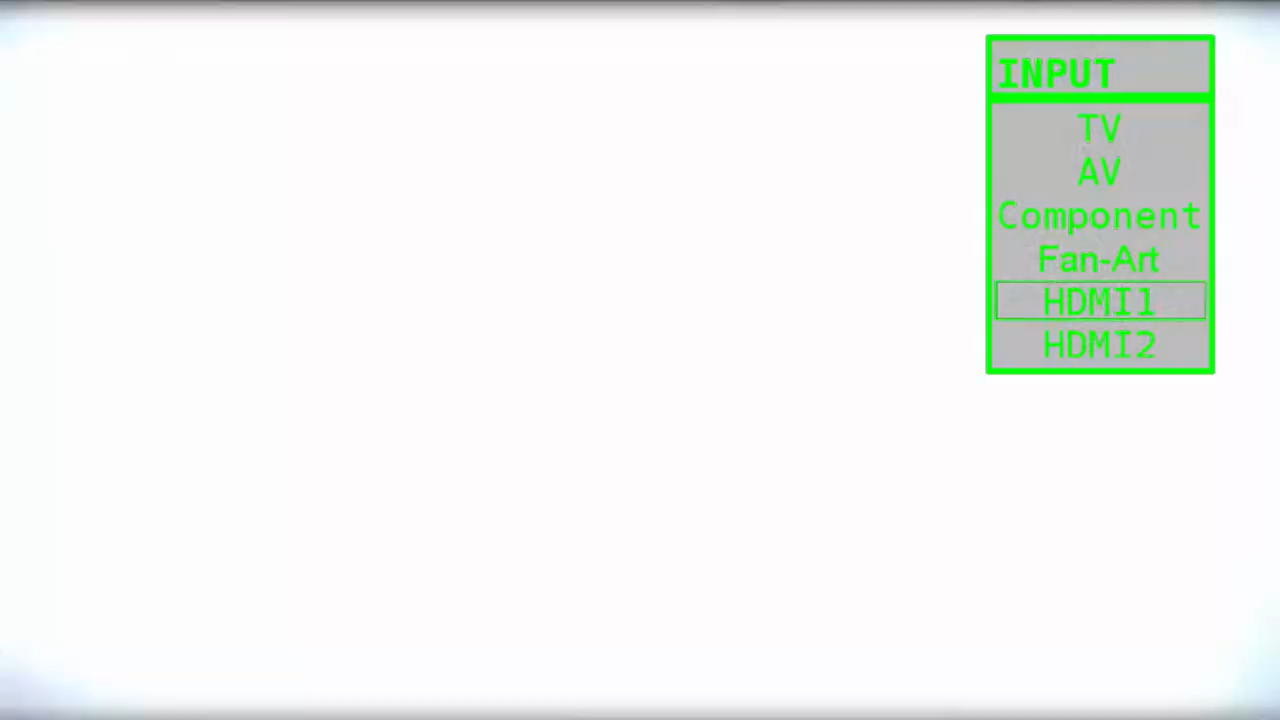 INPUT
TV
AV
Component
Fan-Art
HDMI1
HDMI2